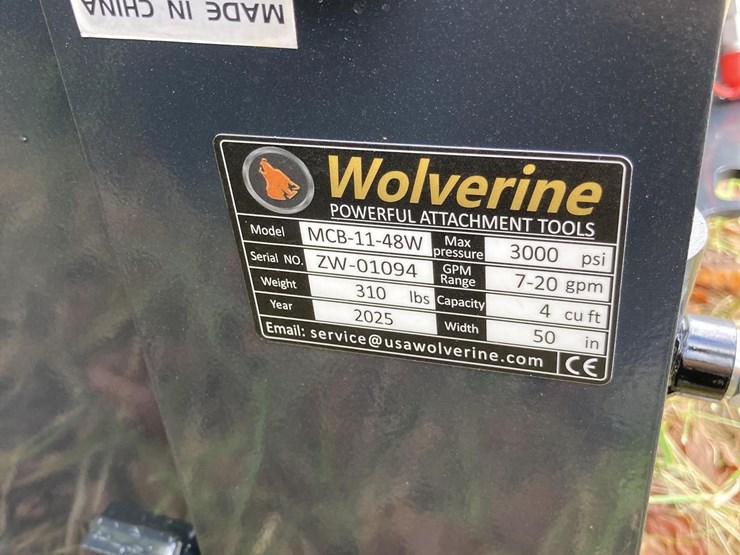 MADE IN CHINA
Wolverine
POWERFUL ATTACHMENT TOOLS
Model MCB-11-48W Max pressure 3000 psi
Serial NO. ZW-01094 GPM Range 7-20 gpm
Weight 310 lbs Capacity 4 cu ft
Year 2025 Width 50 in
Email: service@usawolverine.com CE